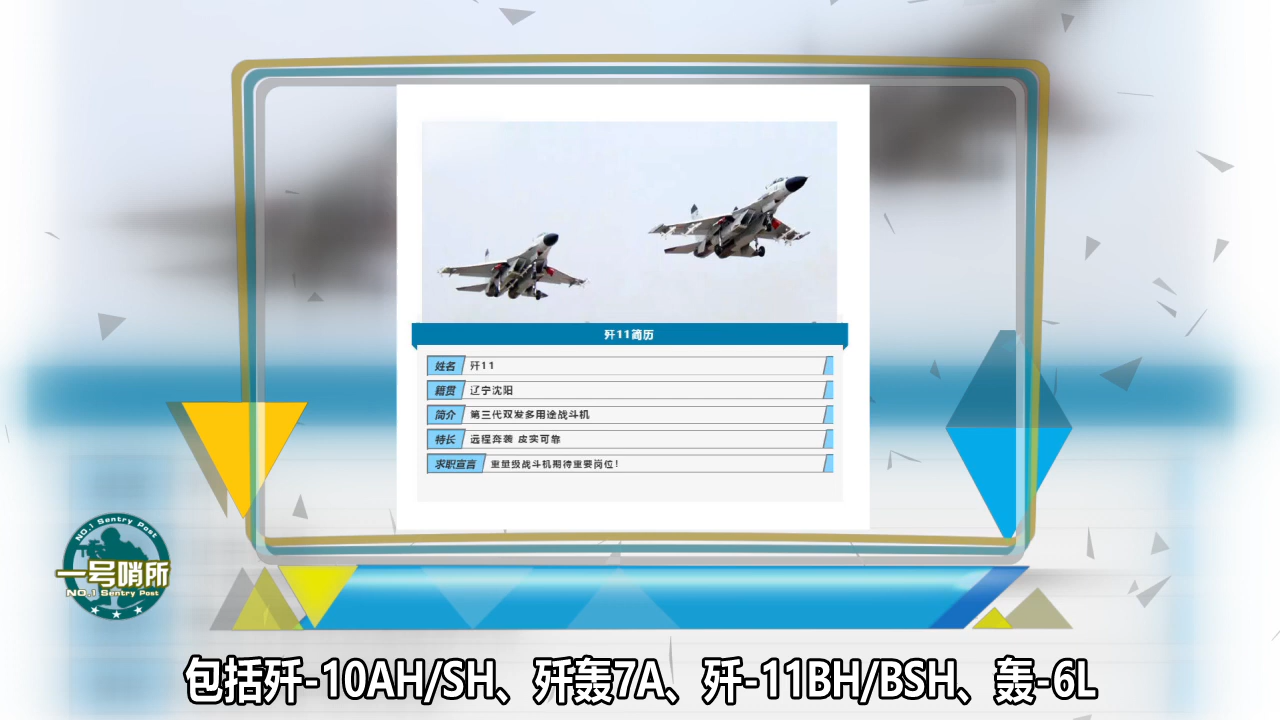 歼11简历
姓名 歼11
籍贯 辽宁沈阳
简介 第三代双发多用途战斗机
特长 远程奔袭 皮实可靠
求职宣言 重量级战斗机期待重要岗位！
NO.1 Sentry Post
一号哨所
NO.1 Sentry Post
包括歼-10AH/SH、歼轰7A、歼-11BH/BSH、轰-6L